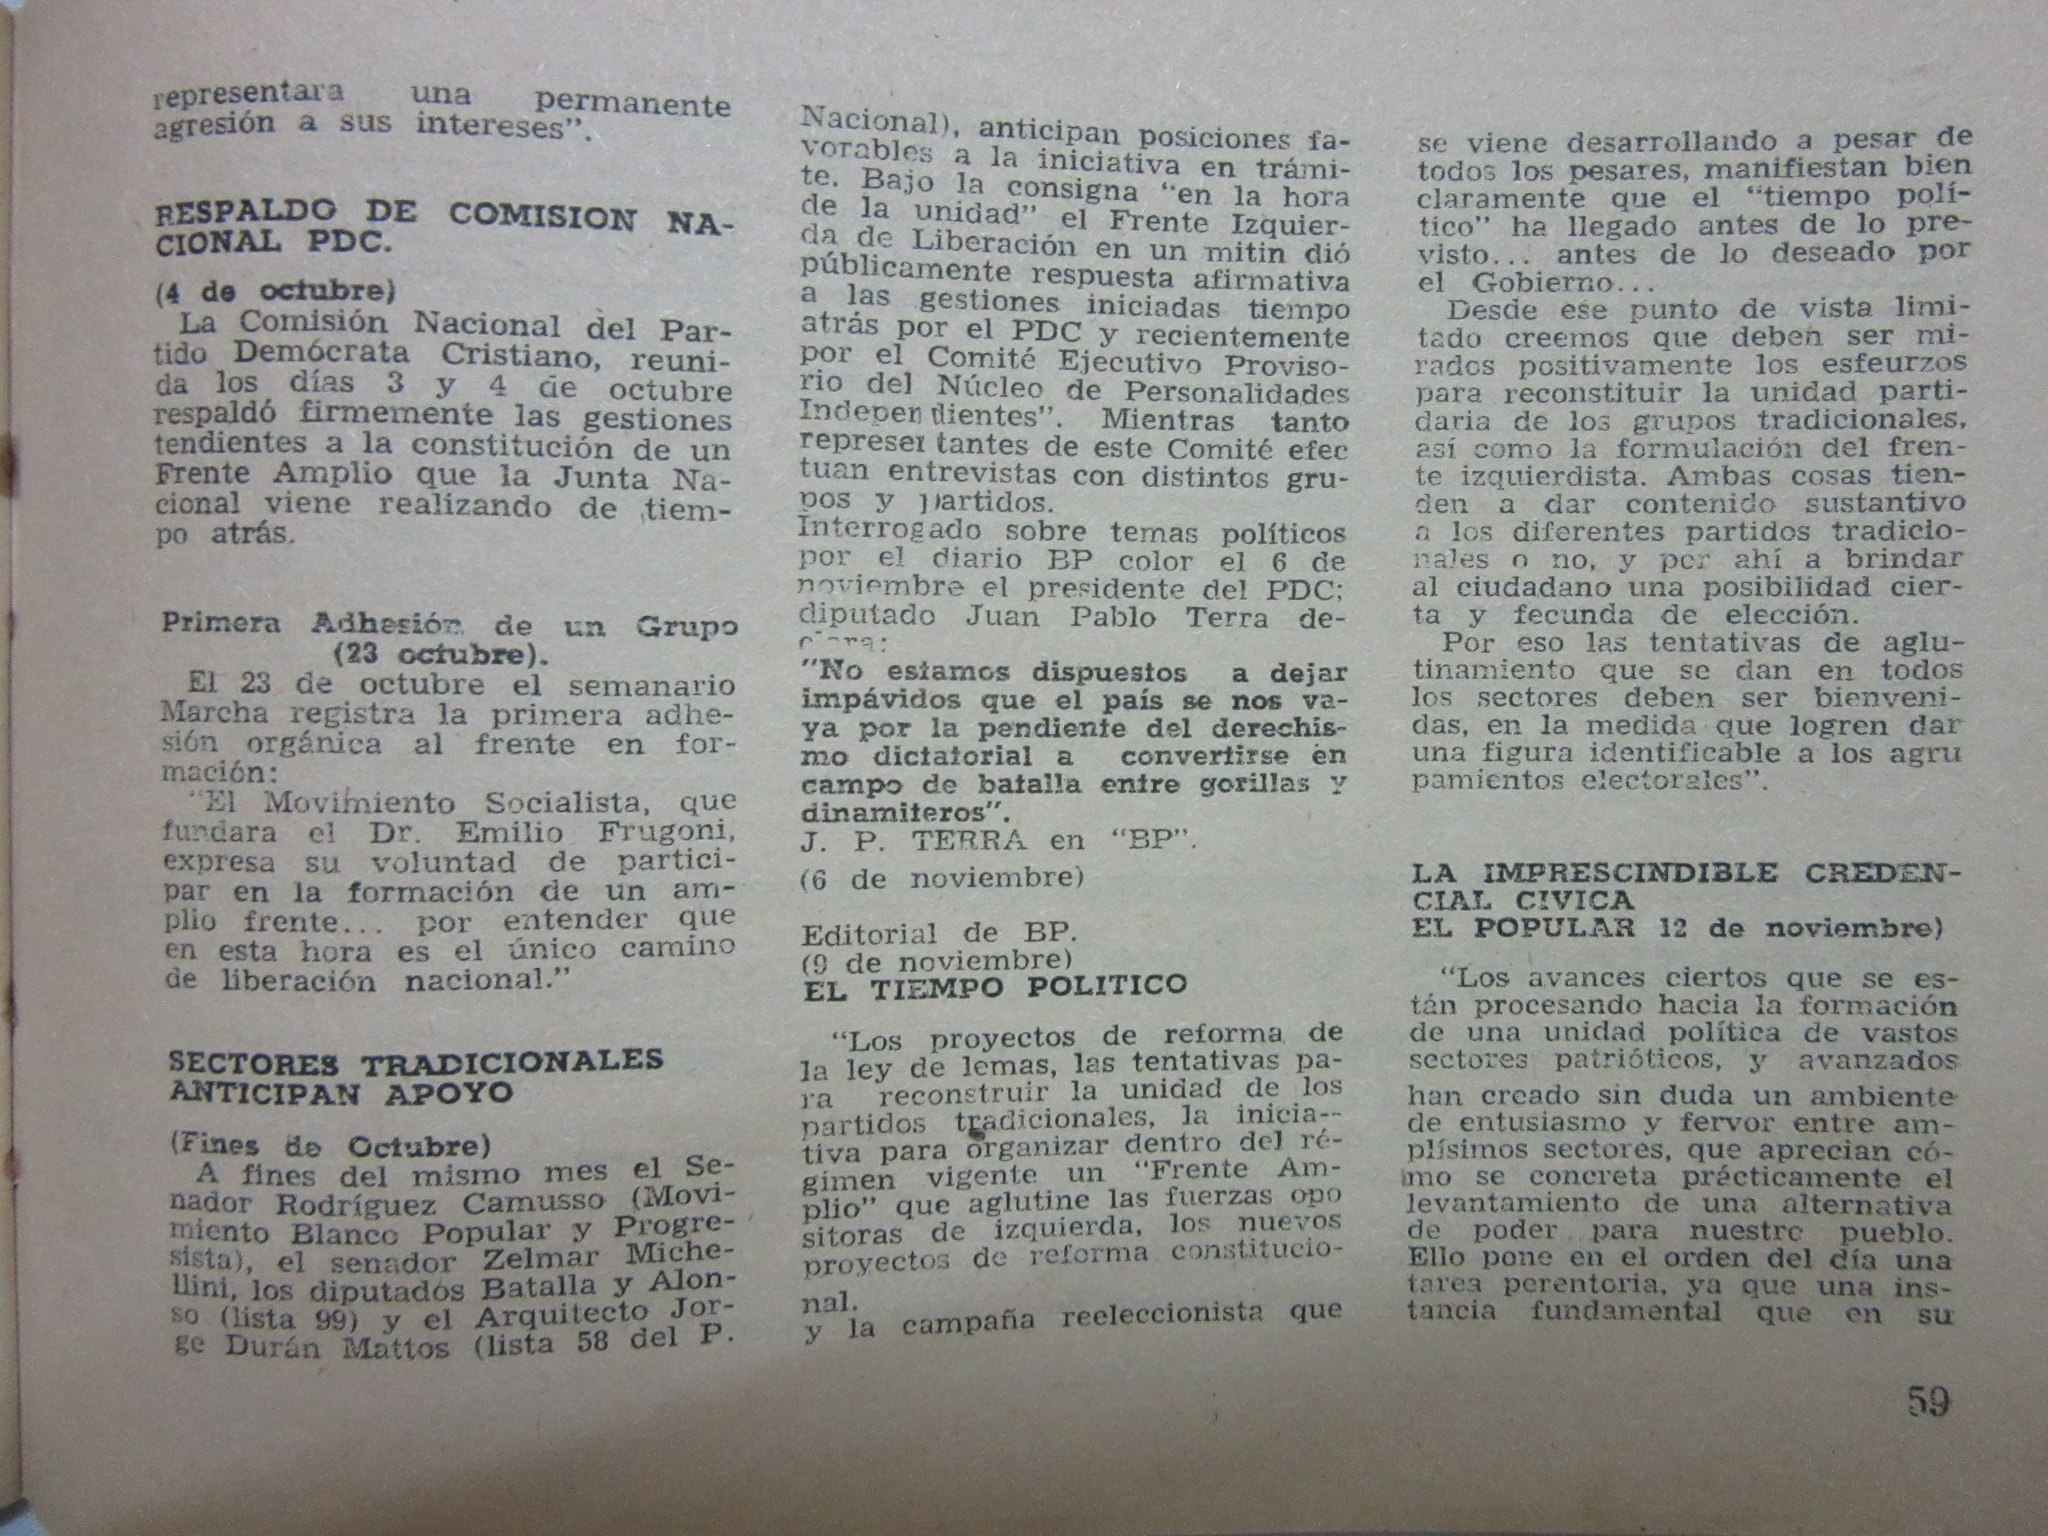 representara una permanente
agresión a sus intereses”.
RESPALDO DE COMISION NA-
CIONAL PDC.
(4 de octubre)
La Comisión Nacional del Par-
tido Demócrata Cristiano, reuni-
da los días 3 y 4 de octubre
respaldó firmemente las gestiones
tendientes a la constitución de un
Frente Amplio que la Junta Na-
cional viene realizando de tiem-
po atrás.
Primera Adhesión de un Grupo
(23 octubre).
El 23 de octubre el semanario
Marcha registra la primera adhe-
sión orgánica al frente en for-
mación:
“El Movimiento Socialista, que
fundara el Dr. Emilio Frugoni,
expresa su voluntad de partici-
par en la formación de un am-
plio frente... por entender que
en esta hora es el único camino
de liberación nacional.”
SECTORES TRADICIONALES
ANTICIPAN APOYO
(Fines de Octubre)
A fines del mismo mes el Se-
nador Rodríguez Camusso (Movi-
miento Blanco Popular y Progre-
sista), el senador Zelmar Miche-
llini, los diputados Batalla y Alon-
so (lista 99) y el Arquitecto Jor-
ge Durán Mattos (lista 58 del P.
Nacional), anticipan posiciones fa-
vorables a la iniciativa en trámi-
te. Bajo la consigna “en la hora
de la unidad” el Frente Izquier-
da de Liberación en un mitin dió
públicamente respuesta afirmativa
a las gestiones iniciadas tiempo
atrás por el PDC y recientemente
por el Comité Ejecutivo Proviso-
rio del Núcleo de Personalidades
Independientes”. Mientras tanto
representantes de este Comité efec
tuan entrevistas con distintos gru-
pos y partidos.
Interrogado sobre temas políticos
por el diario BP color el 6 de
noviembre el presidente del PDC;
diputado Juan Pablo Terra de-
clara:
“No estamos dispuestos a dejar
impávidos que el país se nos va-
ya por la pendiente del derechis-
mo dictatorial a convertirse en
campo de batalla entre gorillas y
dinamiteros”.
J. P. TERRA en “BP”.
(6 de noviembre)
Editorial de BP.
(9 de noviembre)
EL TIEMPO POLITICO
“Los proyectos de reforma de
la ley de lemas, las tentativas pa-
ra reconstruir la unidad de los
partidos tradicionales, la inicia--
tiva para organizar dentro del ré-
gimen vigente un “Frente Am-
plio” que aglutine las fuerzas opo
sitoras de izquierda, los nuevos
proyectos de reforma constitucio-
nal.
y la campaña reeleccionista que
se viene desarrollando a pesar de
todos los pesares, manifiestan bien
claramente que el “tiempo polí-
tico” ha llegado antes de lo pre-
visto... antes de lo deseado por
el Gobierno...
Desde ese punto de vista limi-
tado creemos que deben ser mi-
rados positivamente los esfeurzos
para reconstituir la unidad parti-
daria de los grupos tradicionales,
así como la formulación del fren-
te izquierdista. Ambas cosas tien-
den a dar contenido sustantivo
a los diferentes partidos tradicio-
nales o no, y por ahí a brindar
al ciudadano una posibilidad cier-
ta y fecunda de elección.
Por eso las tentativas de aglu-
tinamiento que se dan en todos
los sectores deben ser bienveni-
das, en la medida que logren dar
una figura identificable a los agru
pamientos electorales”.
LA IMPRESCINDIBLE CREDEN-
CIAL CIVICA
EL POPULAR 12 de noviembre)
“Los avances ciertos que se es-
tán procesando hacia la formación
de una unidad política de vastos
sectores patrióticos, y avanzados
han creado sin duda un ambiente
de entusiasmo y fervor entre am-
plísimos sectores, que aprecian có-
mo se concreta prácticamente el
levantamiento de una alternativa
de poder para nuestro pueblo.
Ello pone en el orden del día una
tarea perentoria, ya que una ins-
tancia fundamental que en su
59